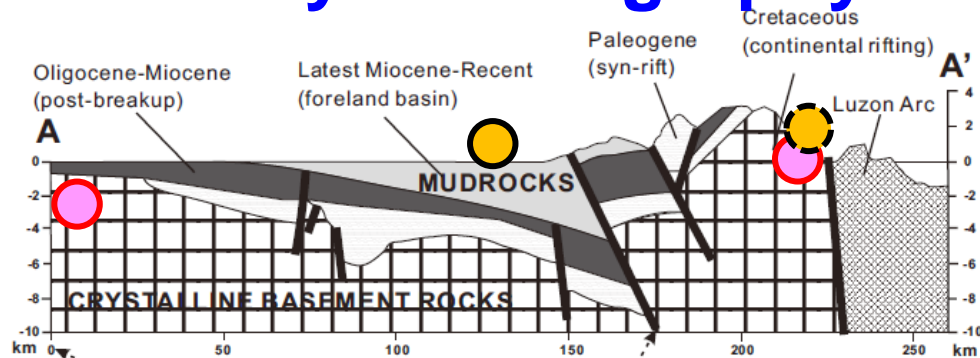 Cretaceous
(continental rifting)
Paleogene
(syn-rift)
Oligocene-Miocene
(post-breakup)
Latest Miocene-Recent
(foreland basin)
A
A'
Luzon Arc
MUDROCKS
CRYSTALLINE BASEMENT ROCKS
4
2
0
-2
-4
-6
-8
-10
0
-2
-4
-6
-8
-10
km 0 50 100 150 200 250 km